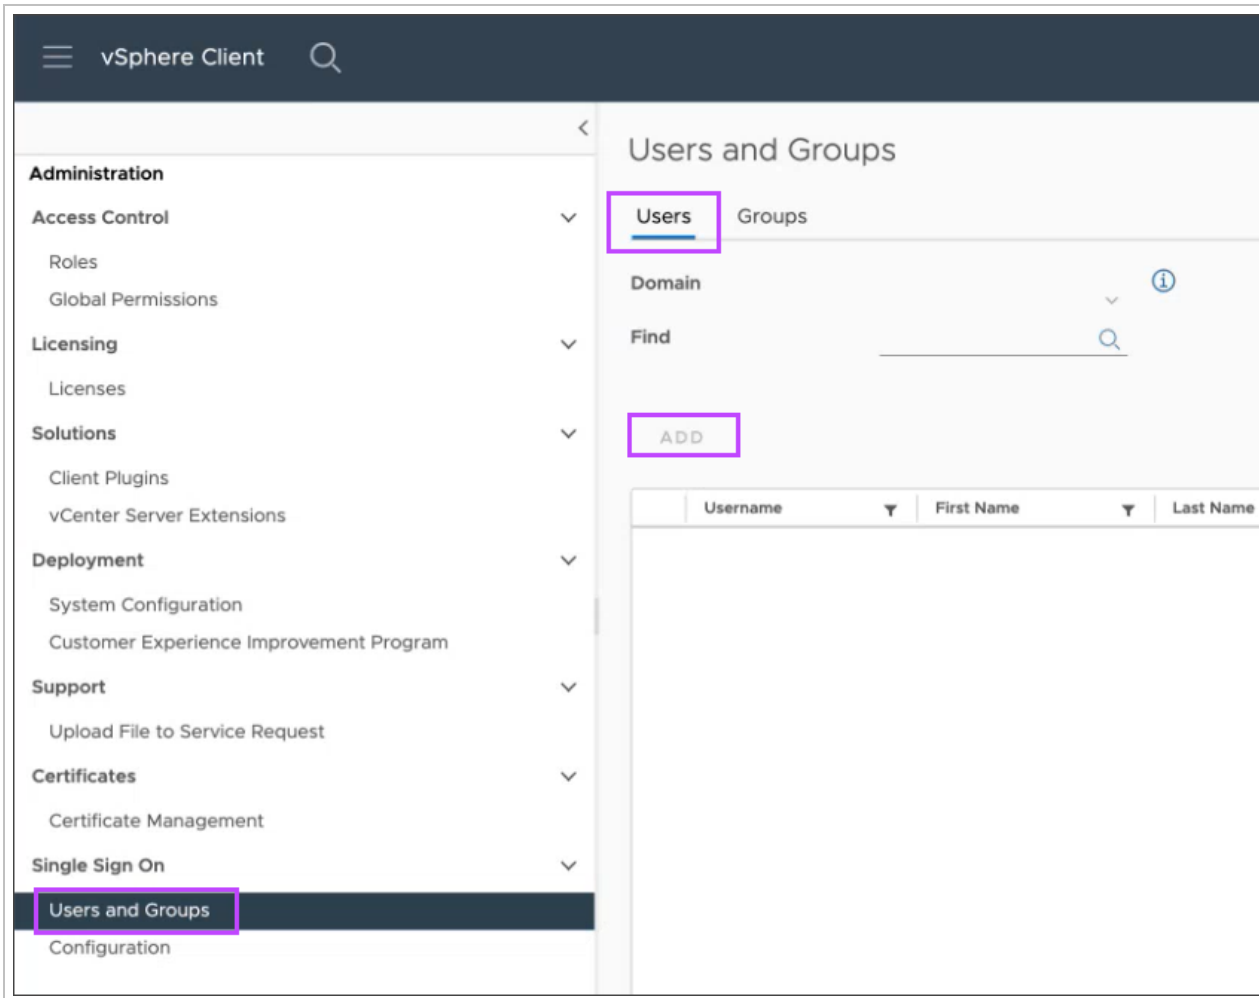 vSphere Client
Administration
Access Control
Roles
Global Permissions
Licensing
Licenses
Solutions
Client Plugins
vCenter Server Extensions
Deployment
System Configuration
Customer Experience Improvement Program
Support
Upload File to Service Request
Certificates
Certificate Management
Single Sign On
Users and Groups
Configuration
Users and Groups
Users Groups
Domain
Find
ADD
Username First Name Last Name